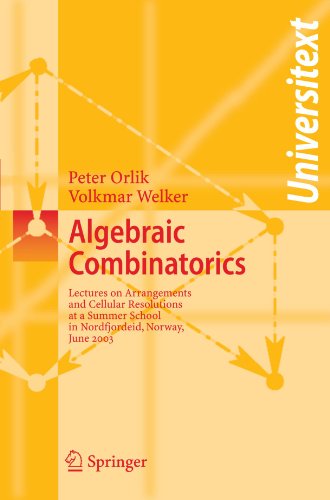 Universitext
Peter Orlik
Volkmar Welker
Algebraic
Combinatorics
Lectures on Arrangements
and Cellular Resolutions
at a Summer School
in Nordfjordeid, Norway,
June 2003
Springer